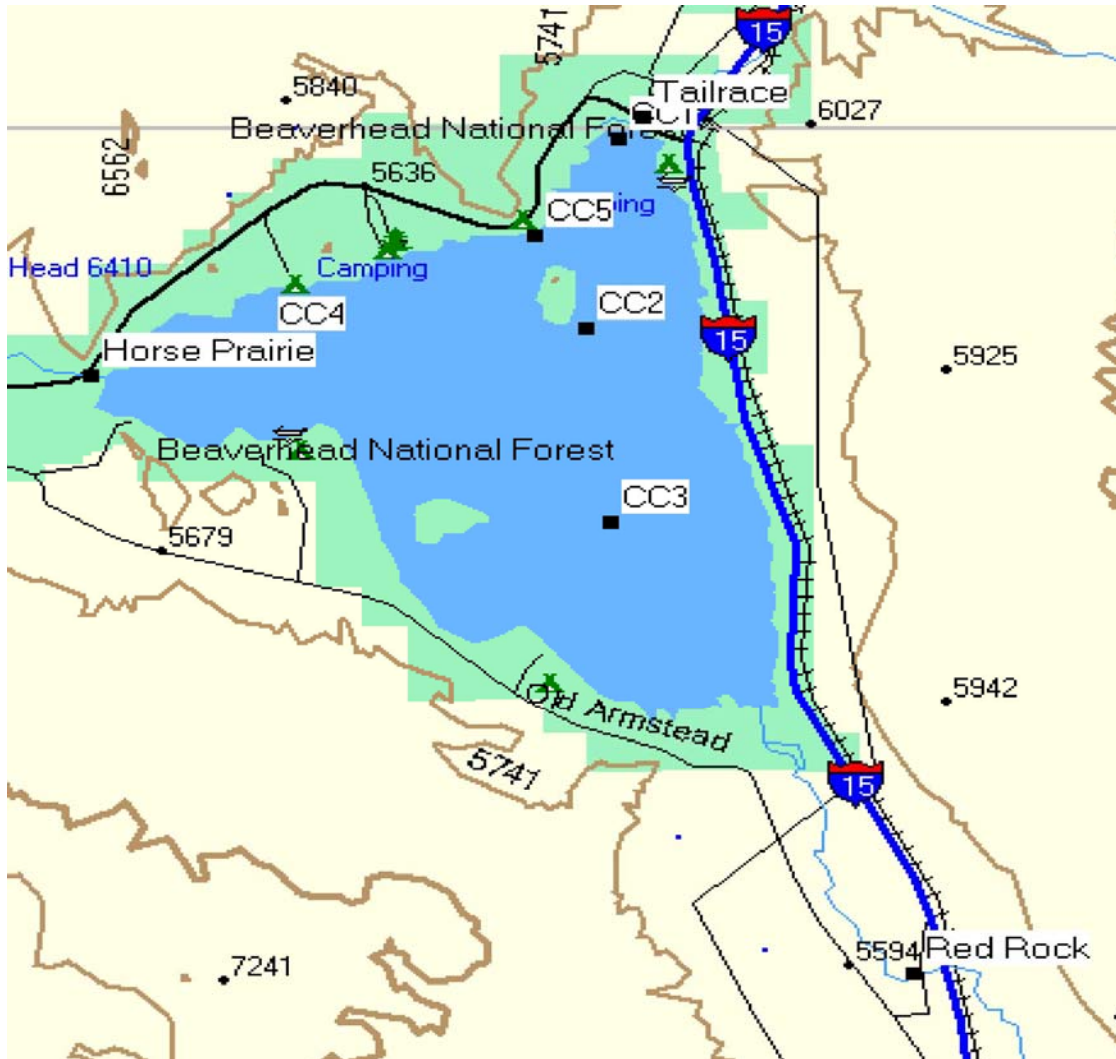 15
5741
5840
Tailrace
CC1
6027
Beaverhead National Forest
6562
5636
CC5
Head 6410
Camping
CC4
CC2
15
Horse Prairie
5925
Beaverhead National Forest
CC3
5679
5942
Old Armstead
5741
15
5594
Red Rock
7241